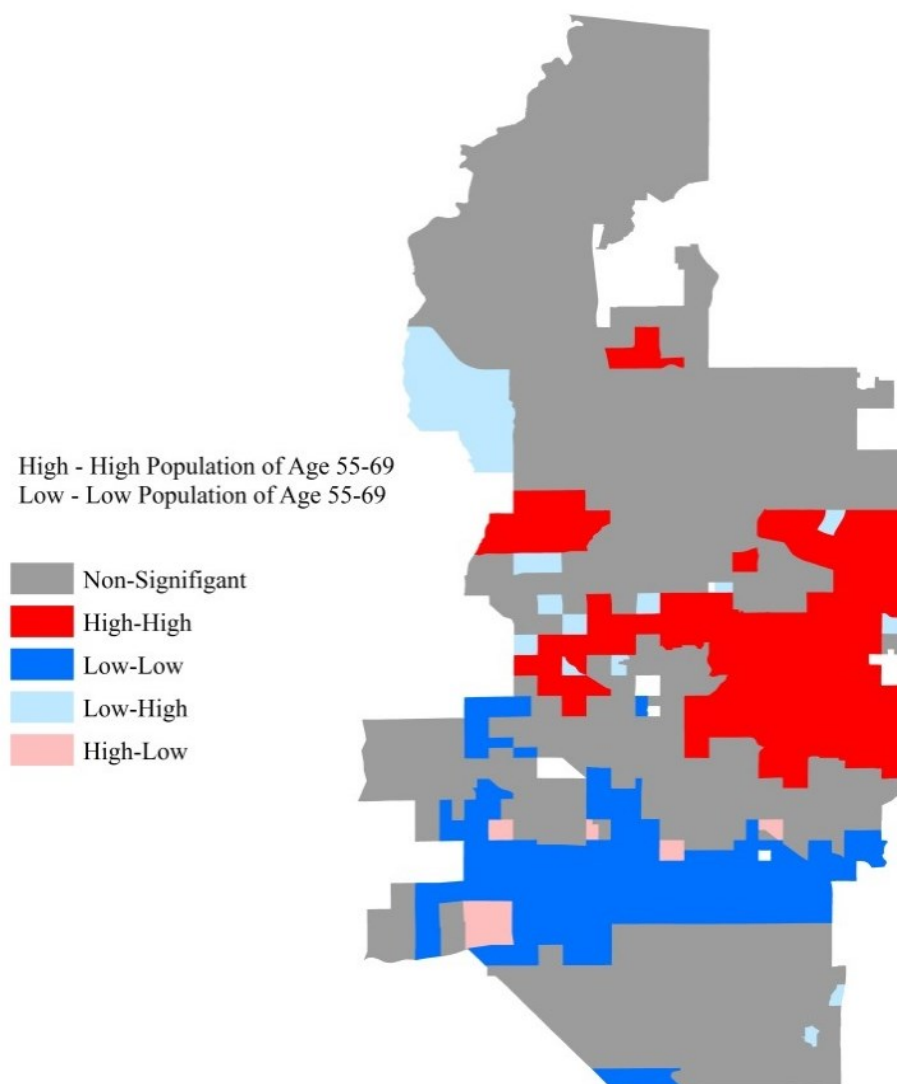 High - High Population of Age 55-69
Low - Low Population of Age 55-69
Non-Signifigant
High-High
Low-Low
Low-High
High-Low